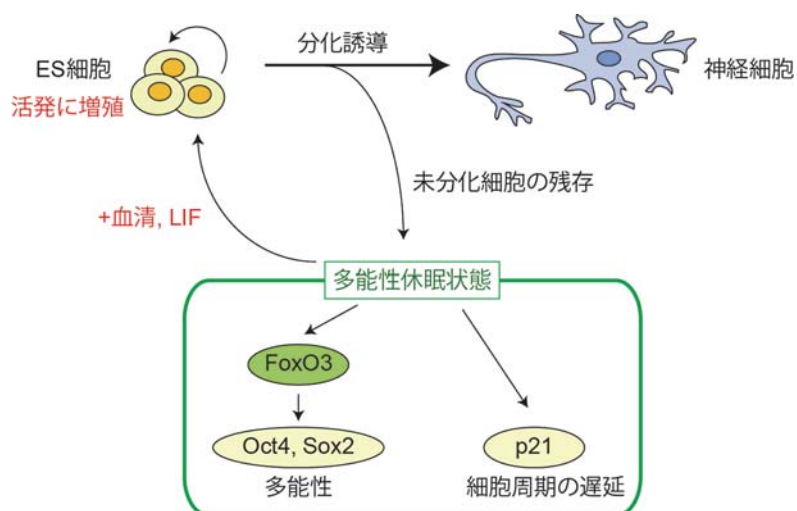 分化誘導
ES細胞
活発に増殖
神経細胞
未分化細胞の残存
+血清, LIF
多能性休眠状態
FoxO3
Oct4, Sox2
p21
多能性
細胞周期の遅延